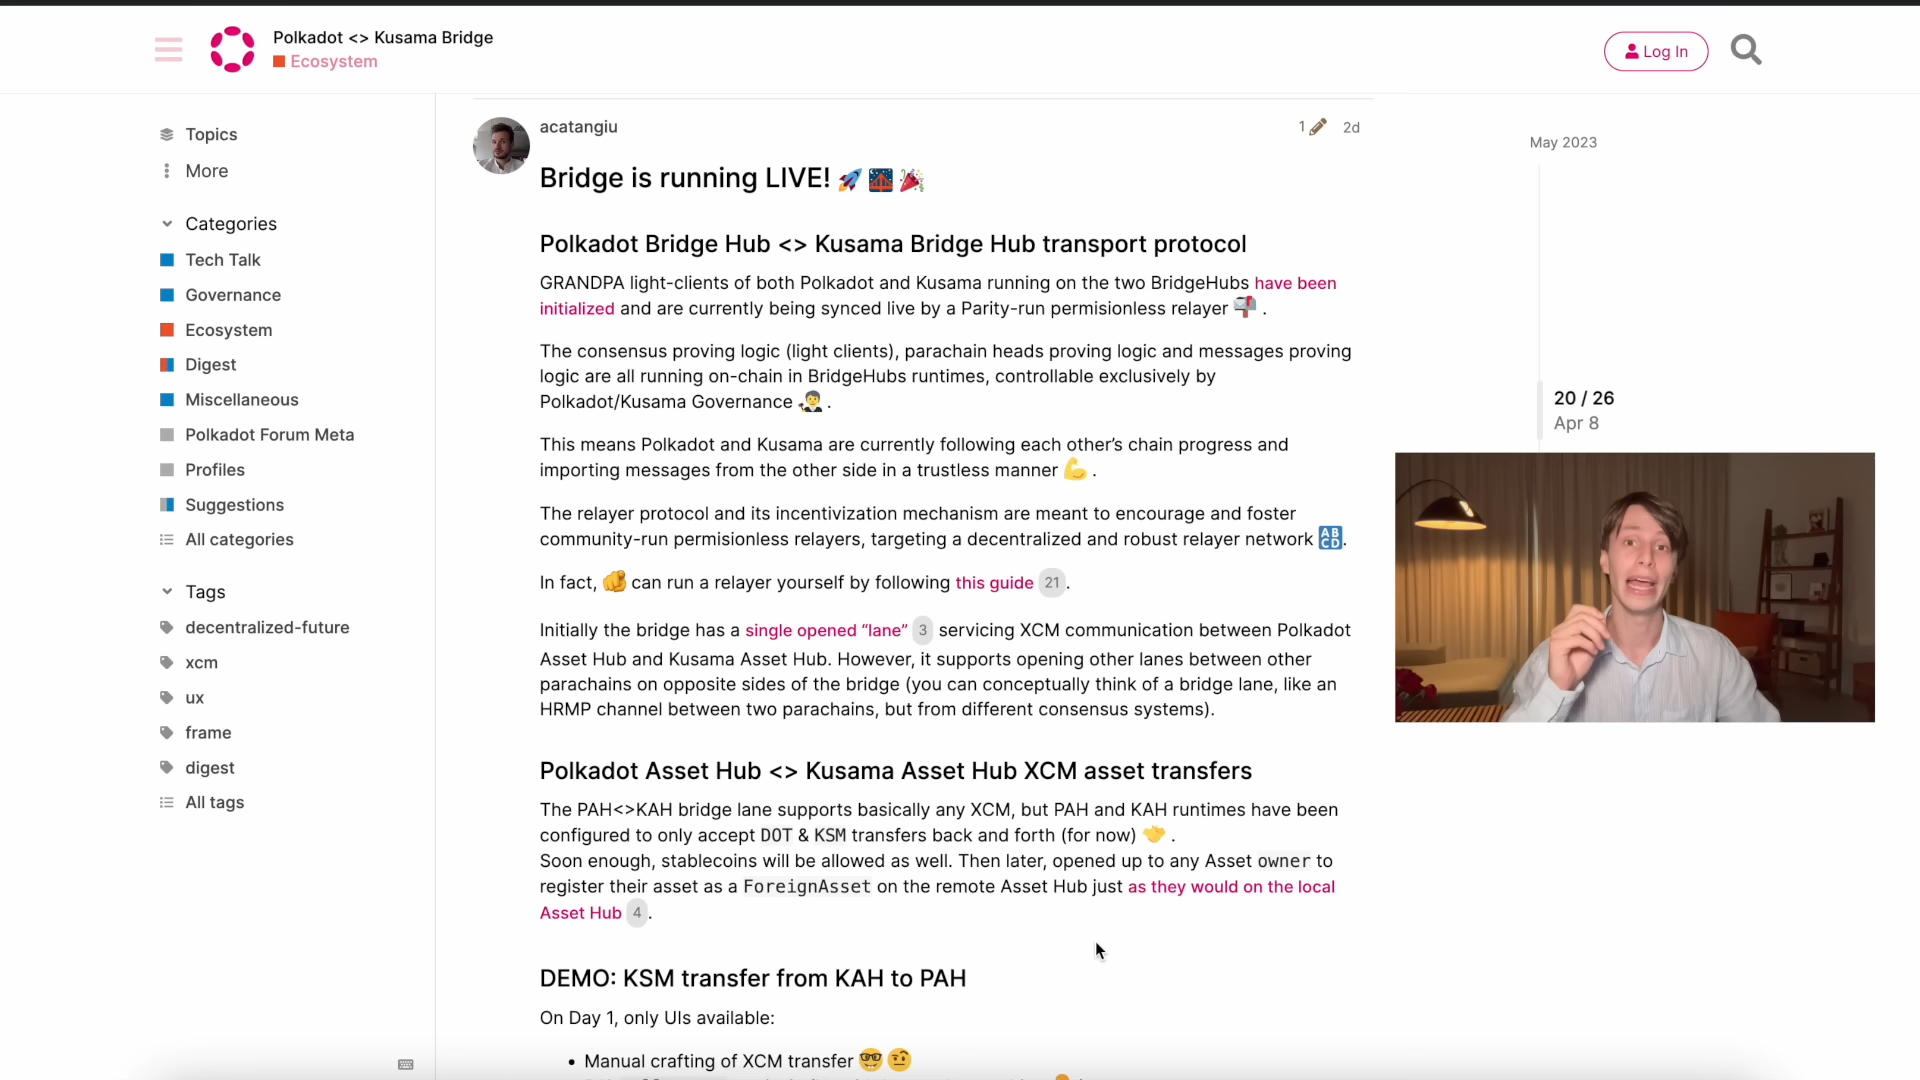 Polkadot <> Kusama Bridge
Ecosystem
Log In
Topics
More
Categories
Tech Talk
Governance
Ecosystem
Digest
Miscellaneous
Polkadot Forum Meta
Profiles
Suggestions
All categories
Tags
decentralized-future
xcm
ux
frame
digest
All tags
acatangiu
1
2d
Bridge is running LIVE!
Polkadot Bridge Hub <> Kusama Bridge Hub transport protocol
GRANDPA light-clients of both Polkadot and Kusama running on the two BridgeHubs have been
initialized and are currently being synced live by a Parity-run permisionless relayer .
The consensus proving logic (light clients), parachain heads proving logic and messages proving
logic are all running on-chain in BridgeHubs runtimes, controllable exclusively by
Polkadot/Kusama Governance .
This means Polkadot and Kusama are currently following each other’s chain progress and
importing messages from the other side in a trustless manner .
The relayer protocol and its incentivization mechanism are meant to encourage and foster
community-run permisionless relayers, targeting a decentralized and robust relayer network ABCD.
In fact, can run a relayer yourself by following this guide 21 .
Initially the bridge has a single opened “lane” 3 servicing XCM communication between Polkadot
Asset Hub and Kusama Asset Hub. However, it supports opening other lanes between other
parachains on opposite sides of the bridge (you can conceptually think of a bridge lane, like an
HRMP channel between two parachains, but from different consensus systems).
Polkadot Asset Hub <> Kusama Asset Hub XCM asset transfers
The PAH<>KAH bridge lane supports basically any XCM, but PAH and KAH runtimes have been
configured to only accept DOT & KSM transfers back and forth (for now) .
Soon enough, stablecoins will be allowed as well. Then later, opened up to any Asset owner to
register their asset as a ForeignAsset on the remote Asset Hub just as they would on the local
Asset Hub 4 .
DEMO: KSM transfer from KAH to PAH
On Day 1, only UIs available:
• Manual crafting of XCM transfer
May 2023
20 / 26
Apr 8